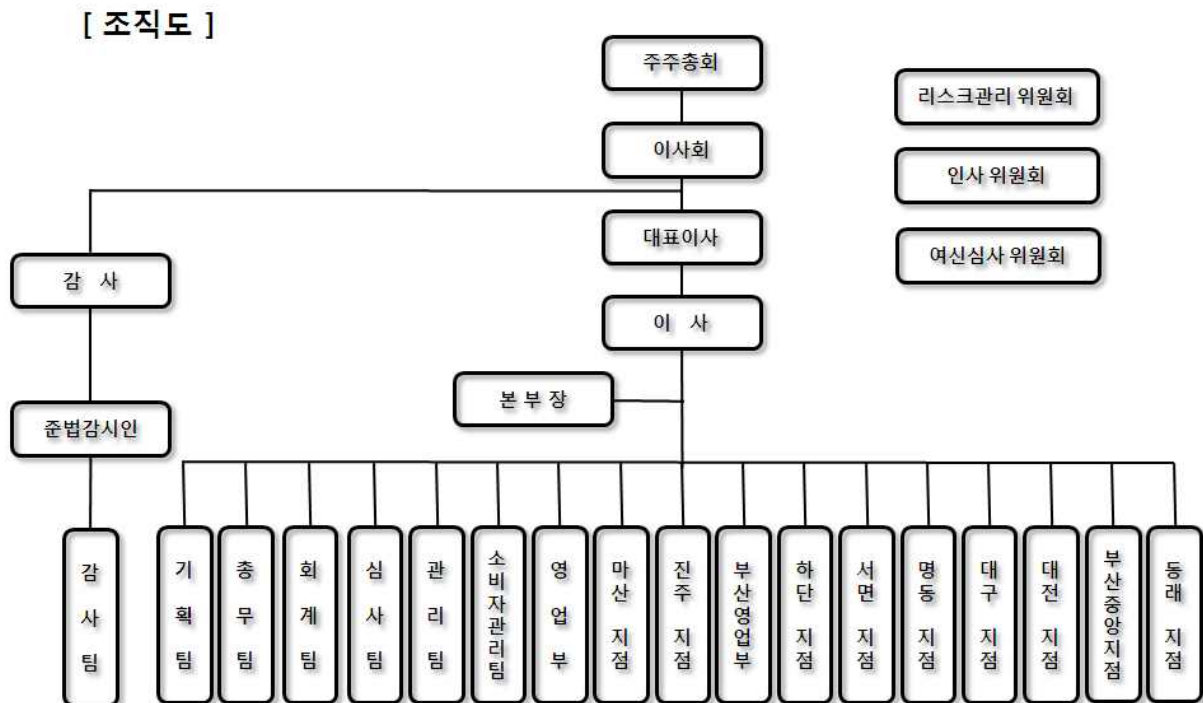 [ 조직도 ]
주주총회
리스크관리 위원회
이사회
인사 위원회
대표이사
여신심사 위원회
감 사
이 사
본 부 장
준법감시인
감사팀
기획팀
총무팀
회계팀
심사팀
관리팀
소비자관리팀
영업부
마산 지점
진주 지점
부산영업부
하단 지점
서면 지점
명동 지점
대구 지점
대전 지점
부산중앙지점
동래 지점